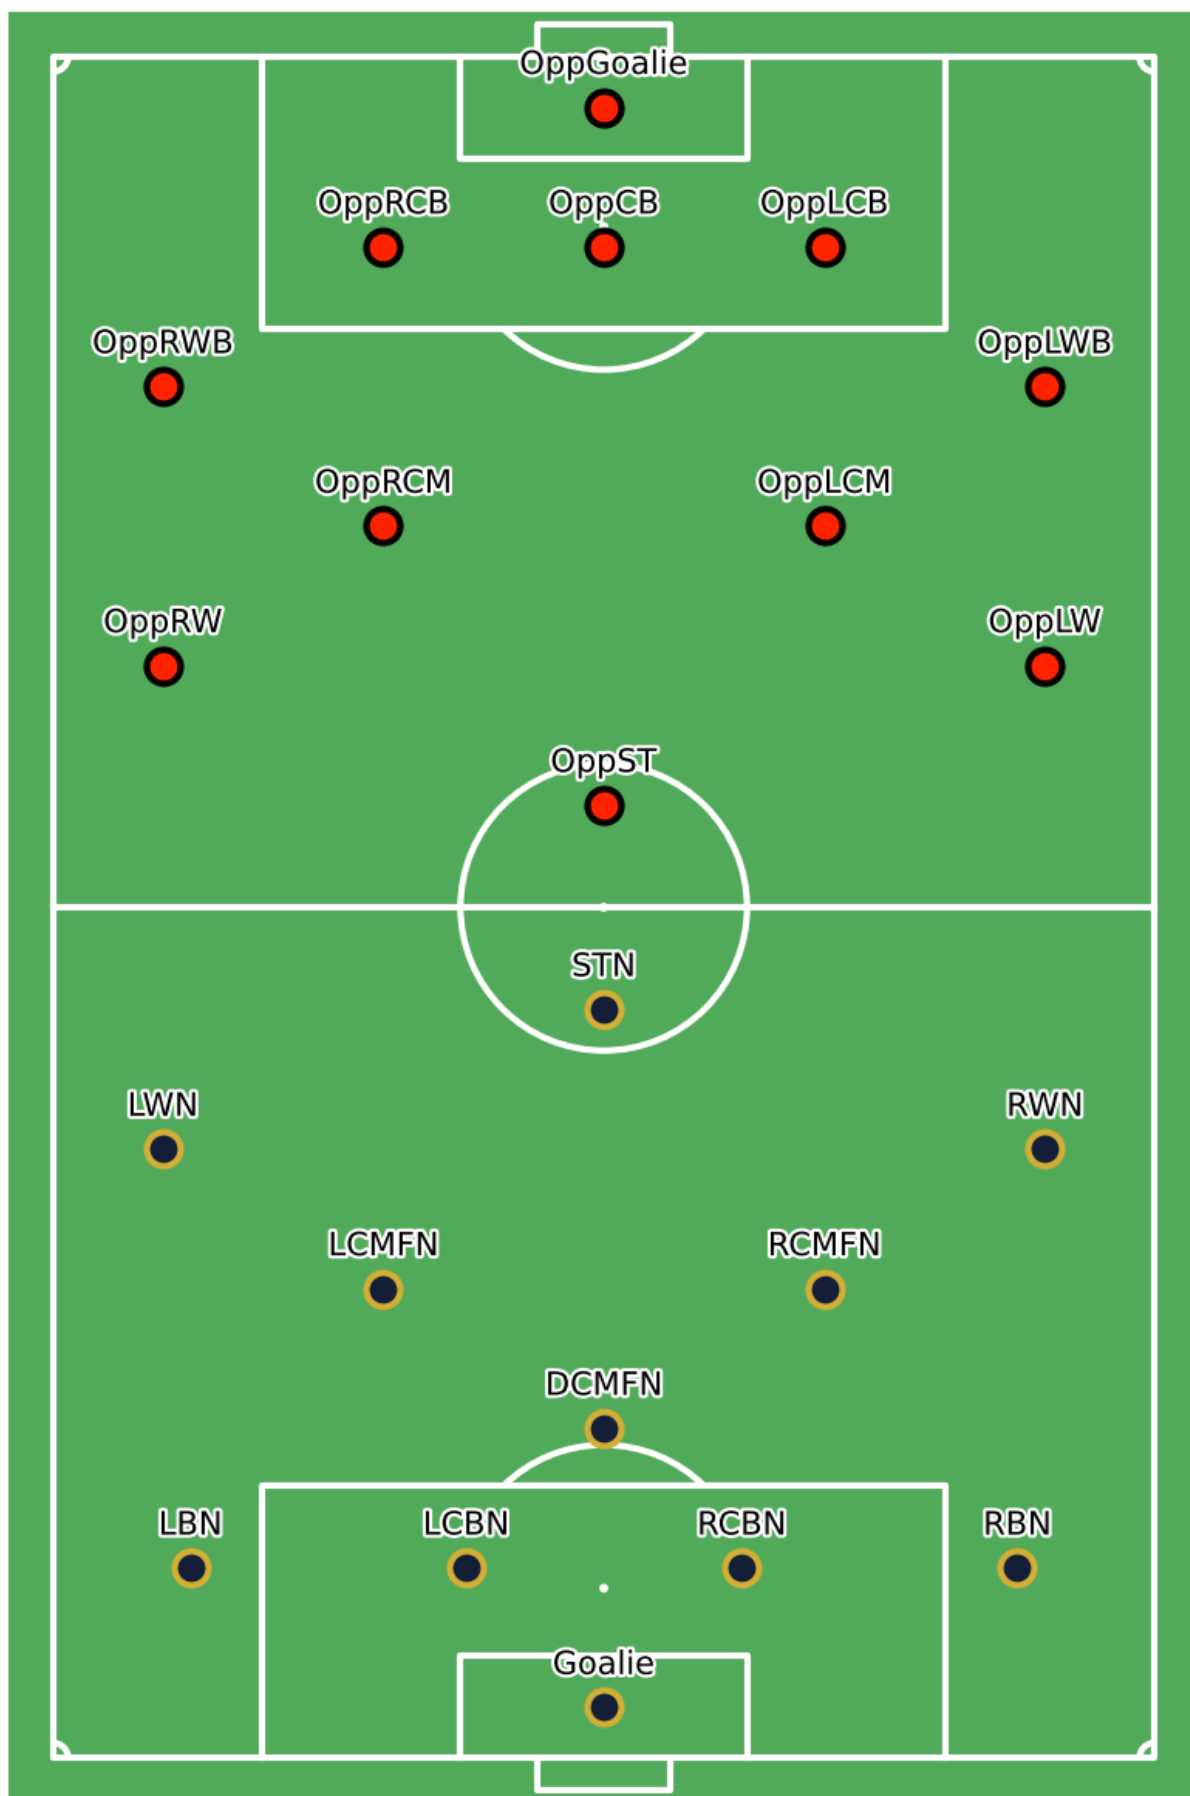 OppGoalie
OppRCB OppCB OppLCB
OppRWB OppLWB
OppRCM OppLCM
OppRW OppLW
OppST
STN
LWN RWN
LCMFN RCMFN
DCMFN
LBN LCBN RCBN RBN
Goalie